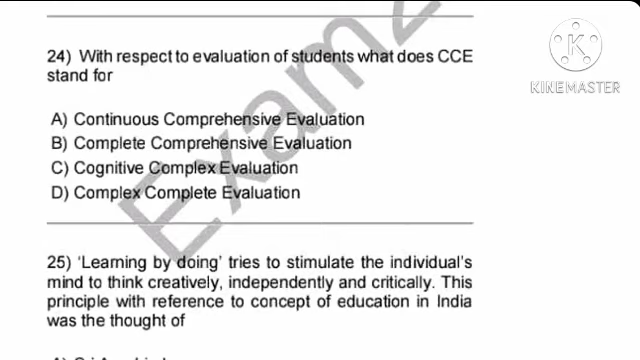 K
KINEMASTER
24) With respect to evaluation of students what does CCE
stand for
A) Continuous Comprehensive Evaluation
B) Complete Comprehensive Evaluation
C) Cognitive Complex Evaluation
D) Complex Complete Evaluation
25) 'Learning by doing' tries to stimulate the individual's
mind to think creatively, independently and critically. This
principle with reference to concept of education in India
was the thought of